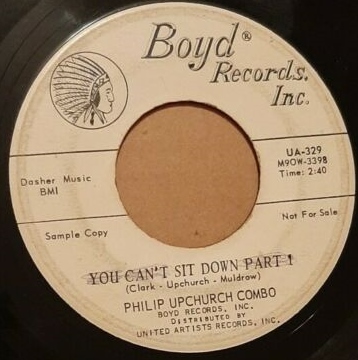 Boyd®
Records.
Inc.
UA-329
M9OW-3398
Time: 2:40
Dasher Music
BMI
Sample Copy
Not For Sale
YOU CAN'T SIT DOWN PART 1
(Clark - Upchurch - Muldrow)
PHILIP UPCHURCH COMBO
BOYD RECORDS, INC.
DISTRIBUTED BY
UNITED ARTISTS RECORDS, INC.